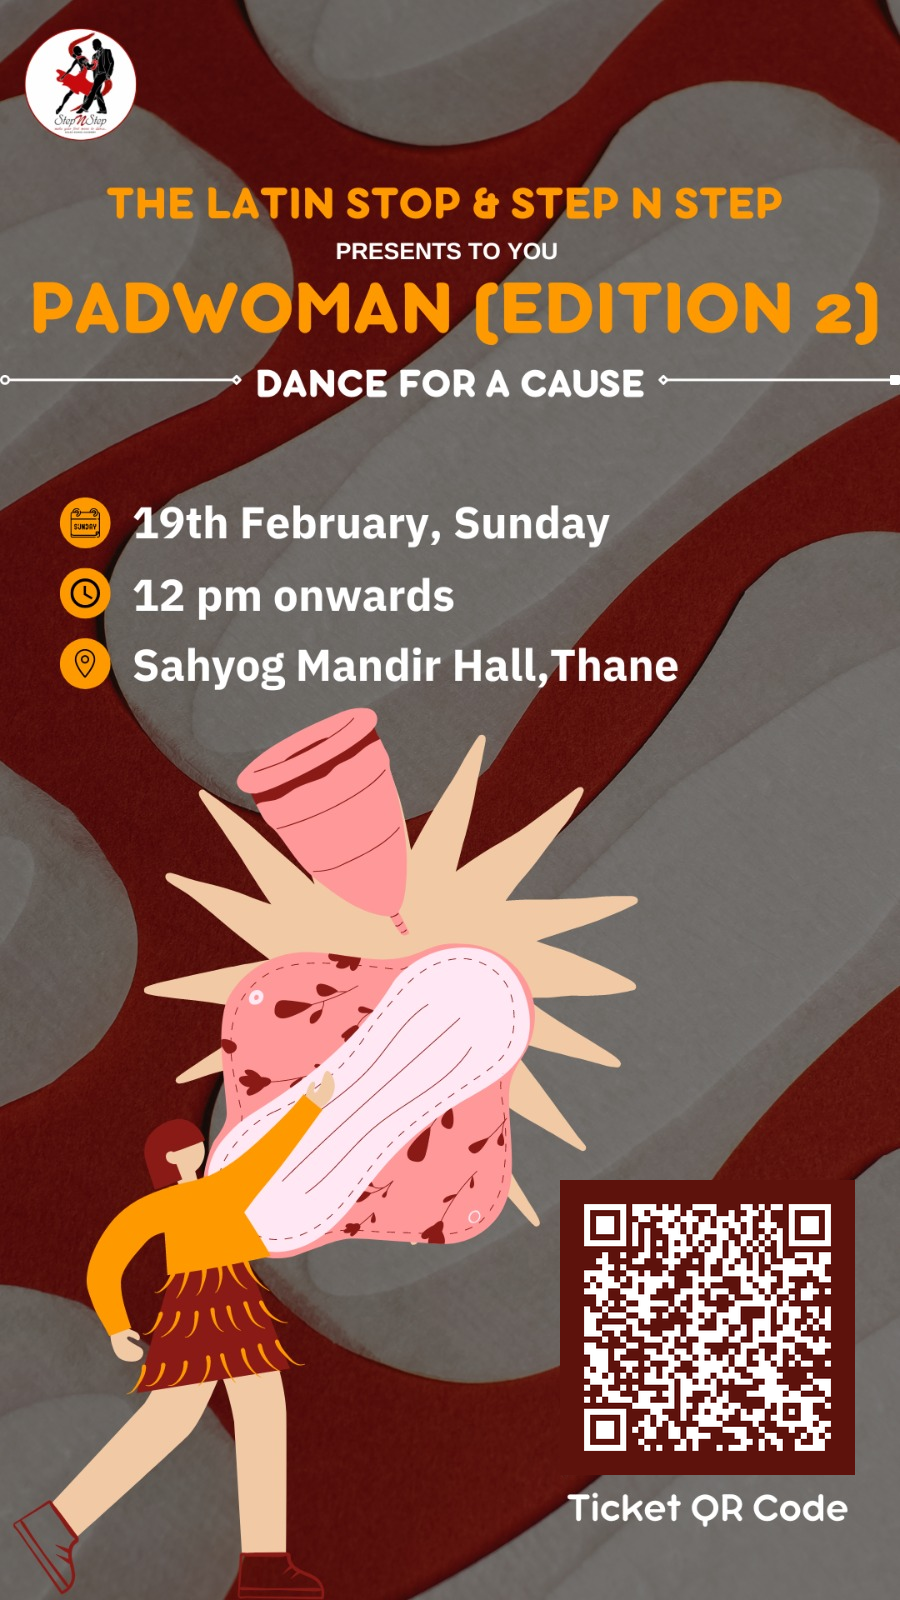 StepNStep
THE LATIN STOP & STEP N STEP
PRESENTS TO YOU
PADWOMAN (EDITION 2)
DANCE FOR A CAUSE
SUNDAY
19th February, Sunday
12 pm onwards
Sahyog Mandir Hall,Thane
Ticket QR Code